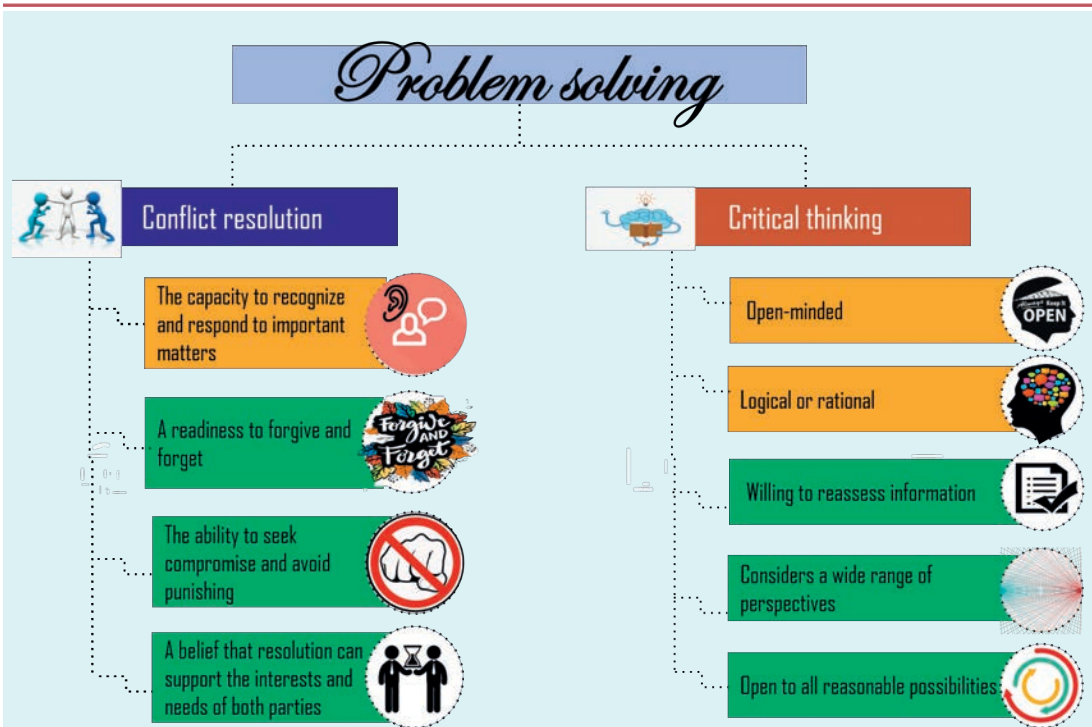 Problem solving
Conflict resolution
The capacity to recognize
and respond to important
matters
A readiness to forgive and
forget
Forgive
AND
Forget
The ability to seek
compromise and avoid
punishing
A belief that resolution can
support the interests and
needs of both parties
Critical thinking
Open-minded
Always Keep It
OPEN
Logical or rational
Willing to reassess information
Considers a wide range of
perspectives
Open to all reasonable possibilities